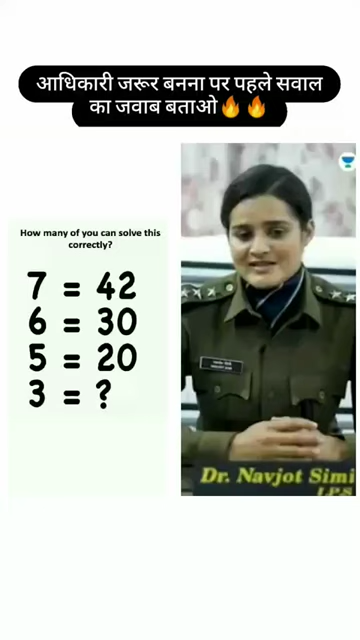 आधिकारी जरूर बनना पर पहले सवाल
का जवाब बताओ🔥🔥
How many of you can solve this
correctly?
7 = 42
6 = 30
5 = 20
3 = ?
Dr. Navjot Simi
I.P.S